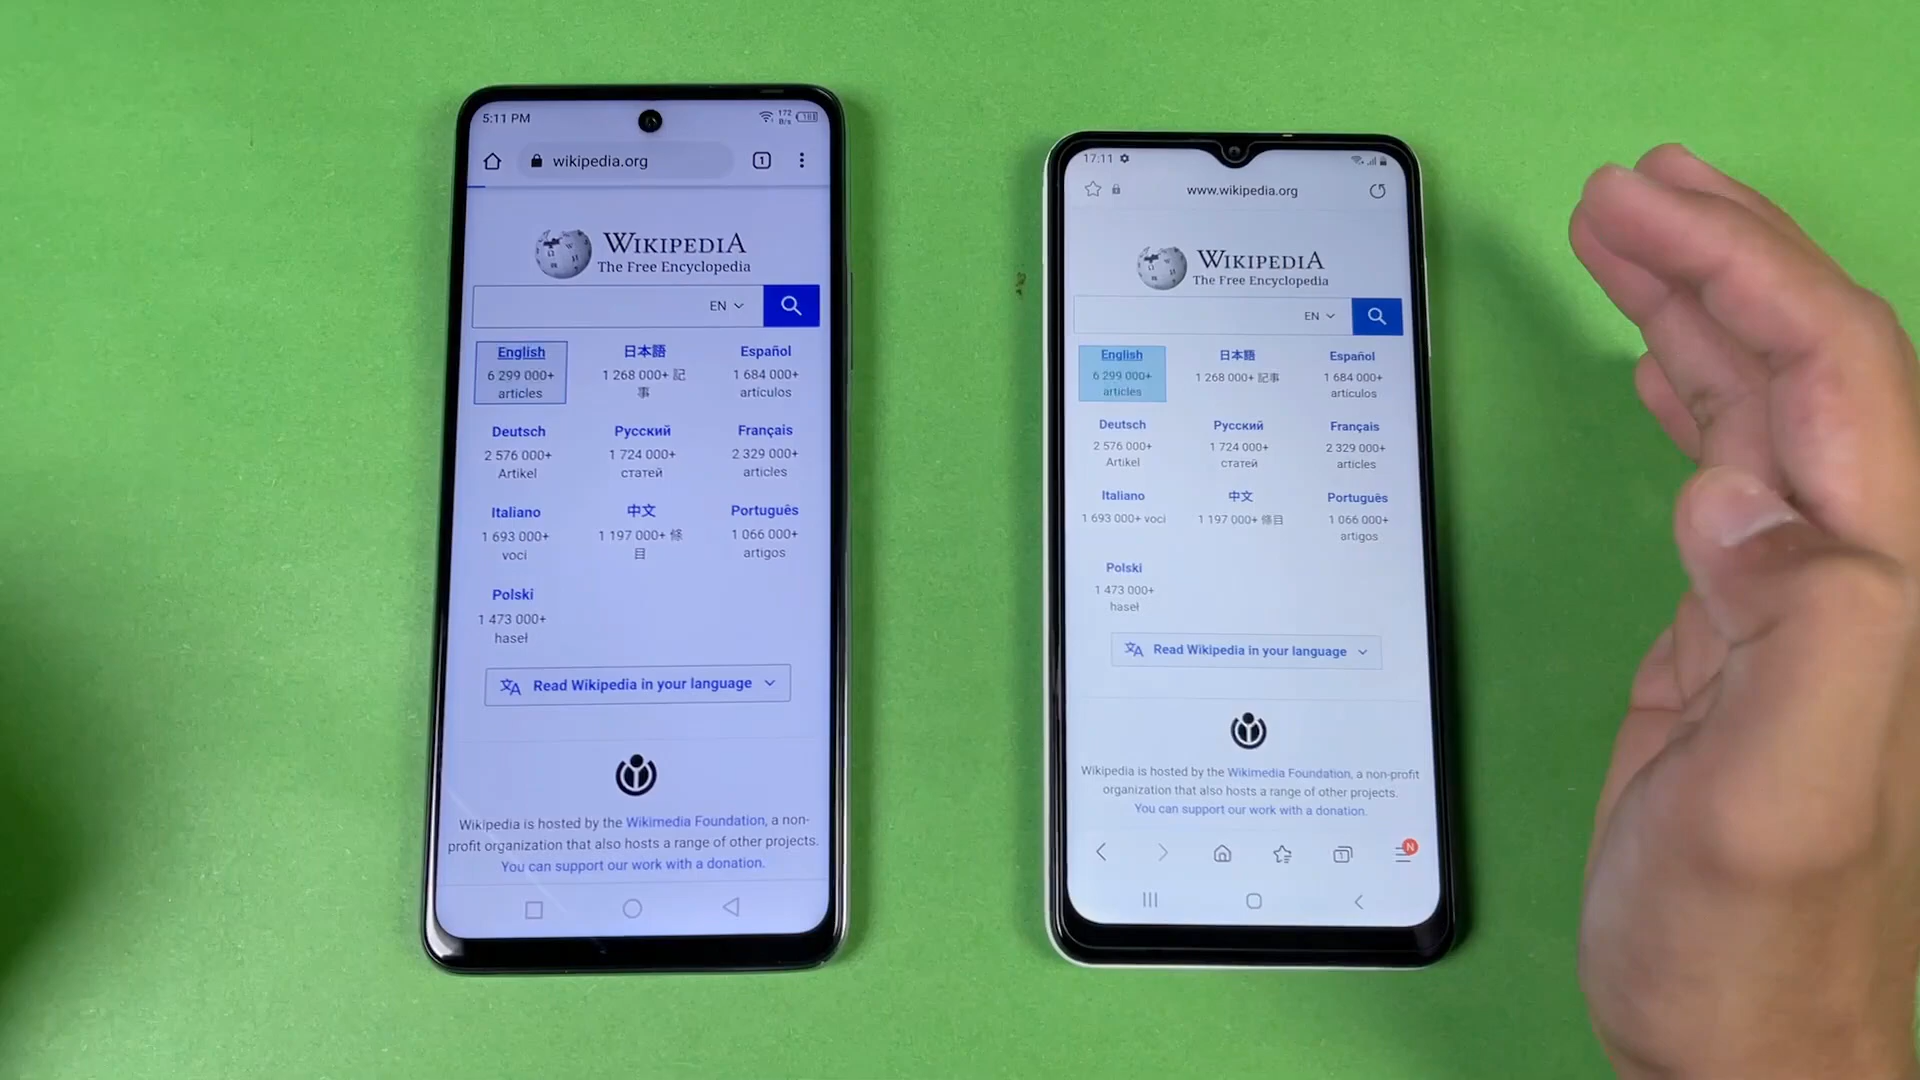 5:11 PM
172
B/s
wikipedia.org
1
WIKIPEDIA
The Free Encyclopedia
EN
English
6 299 000+
articles
日本語
1 268 000+ 記
事
Español
1 684 000+
artículos
Deutsch
2 576 000+
Artikel
Русский
1 724 000+
статей
Français
2 329 000+
articles
Italiano
1 693 000+
voci
中文
1 197 000+ 條
目
Português
1 066 000+
artigos
Polski
1 473 000+
haseł
Read Wikipedia in your language
Wikipedia is hosted by the Wikimedia Foundation, a non-
profit organization that also hosts a range of other projects.
You can support our work with a donation.
17:11
www.wikipedia.org
WIKIPEDIA
The Free Encyclopedia
EN
English
6 299 000+
articles
日本語
1 268 000+ 記事
Español
1 684 000+
artículos
Deutsch
2 576 000+
Artikel
Русский
1 724 000+
статей
Français
2 329 000+
articles
Italiano
1 693 000+ voci
中文
1 197 000+ 條目
Português
1 066 000+
artigos
Polski
1 473 000+
haseł
Read Wikipedia in your language
Wikipedia is hosted by the Wikimedia Foundation, a non-profit
organization that also hosts a range of other projects.
You can support our work with a donation.
1
N